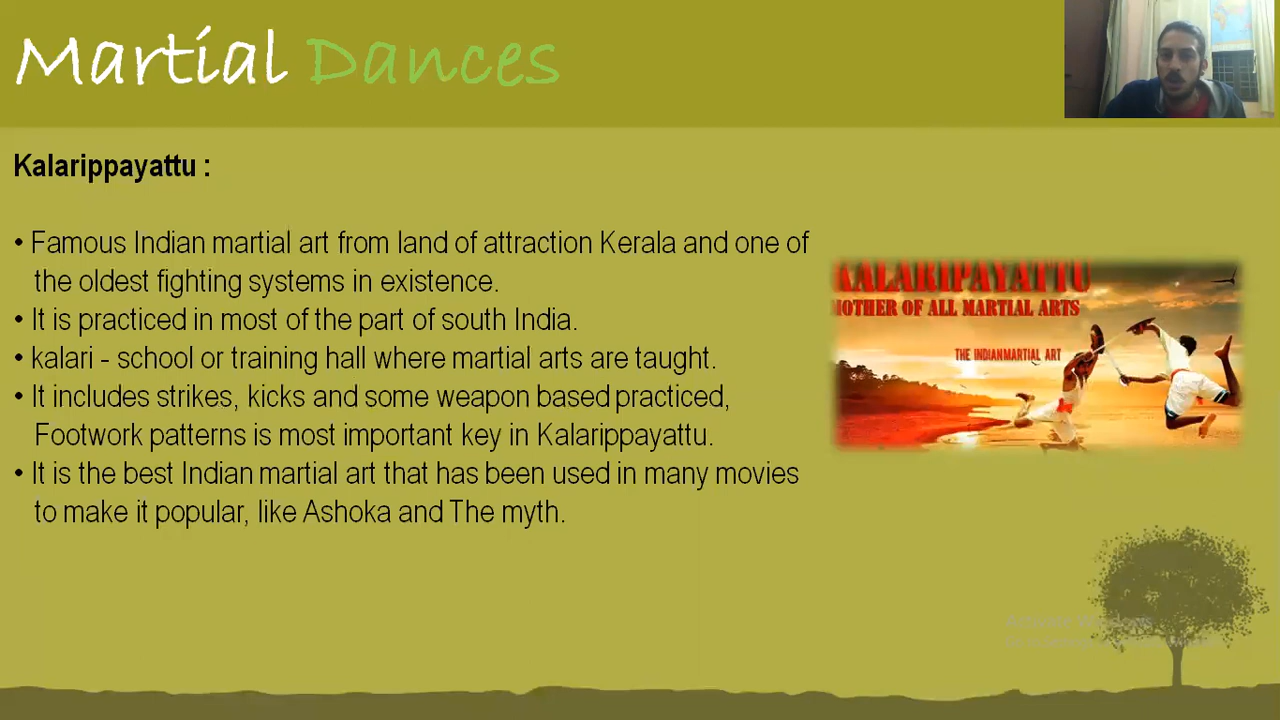 Martial Dances
Kalarippayattu :
• Famous Indian martial art from land of attraction Kerala and one of
the oldest fighting systems in existence.
• It is practiced in most of the part of south India.
• kalari - school or training hall where martial arts are taught.
• It includes strikes, kicks and some weapon based practiced,
Footwork patterns is most important key in Kalarippayattu.
• It is the best Indian martial art that has been used in many movies
to make it popular, like Ashoka and The myth.
KALARIPAYATTU
MOTHER OF ALL MARTIAL ARTS
THE INDIANMARTIAL ART
Activate Windows